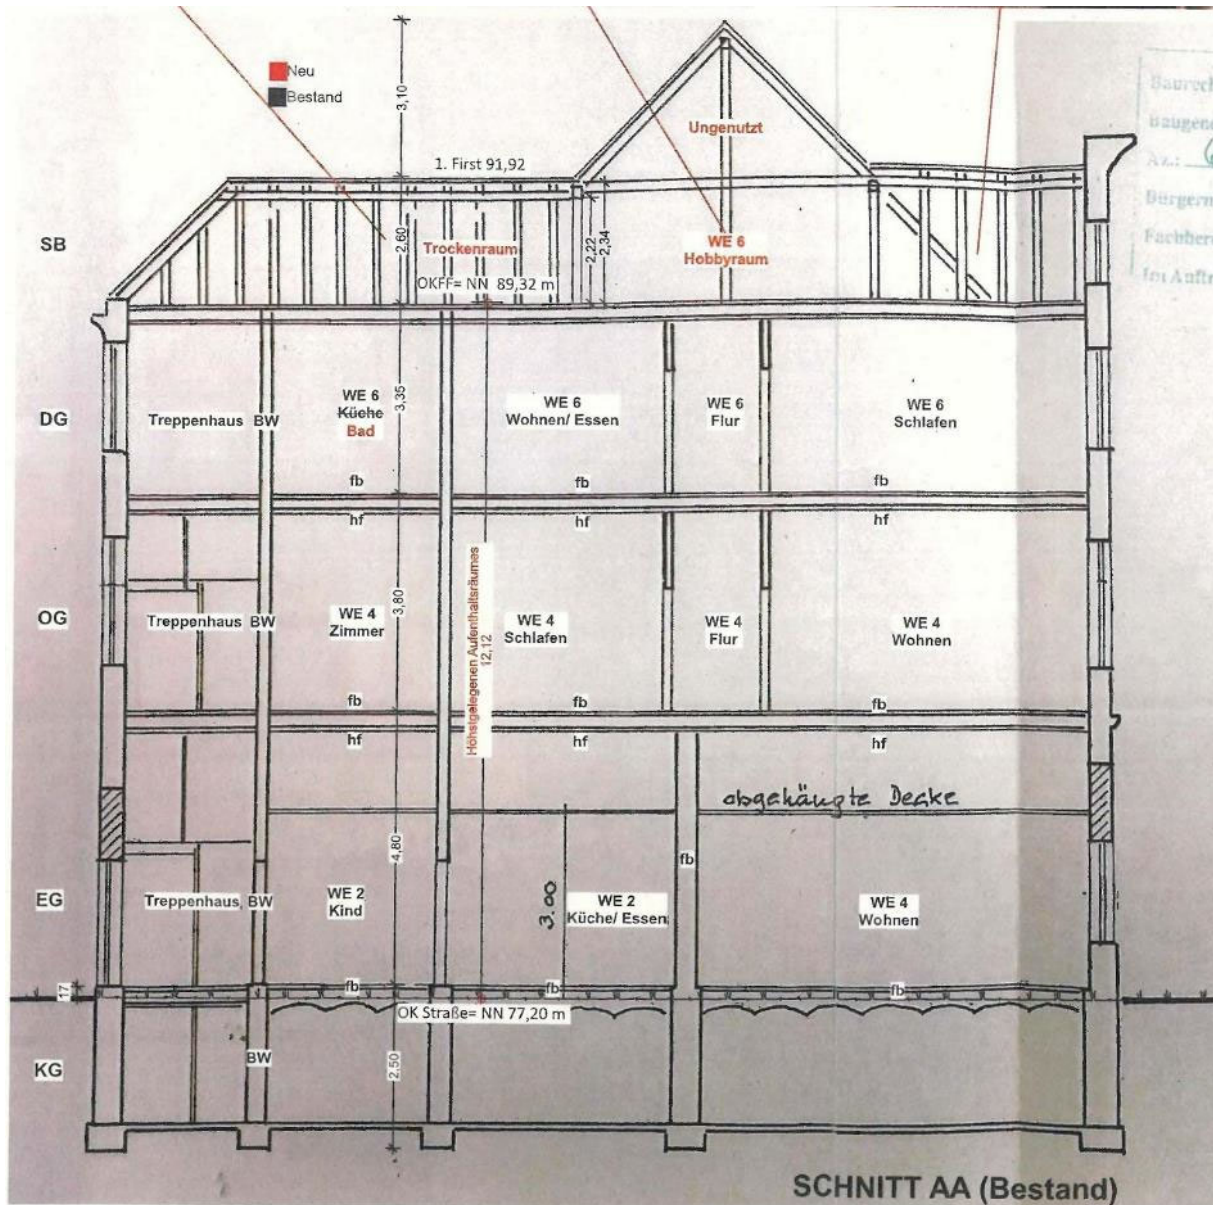 Neu
Bestand
3,10
Ungenutzt
1. First 91,92
SB
2,60
Trockenraum
2,22
2,34
WE 6
Hobbyraum
OKFF= NN 89,32 m
DG
Treppenhaus BW
WE 6
Küche
Bad
3,35
WE 6
Wohnen/ Essen
WE 6
Flur
WE 6
Schlafen
fb
fb
fb
hf
hf
hf
OG
Treppenhaus BW
WE 4
Zimmer
3,80
Höhstgelegenen Aufenthaltsräumes
12,12
WE 4
Schlafen
WE 4
Flur
WE 4
Wohnen
fb
fb
fb
hf
hf
hf
abgehängte Decke
4,80
fb
EG
Treppenhaus, BW
WE 2
Kind
3.00
WE 2
Küche/ Essen
WE 4
Wohnen
17
fb
fb
fb
OK Straße= NN 77,20 m
KG
BW
2,50
SCHNITT AA (Bestand)
Az.: